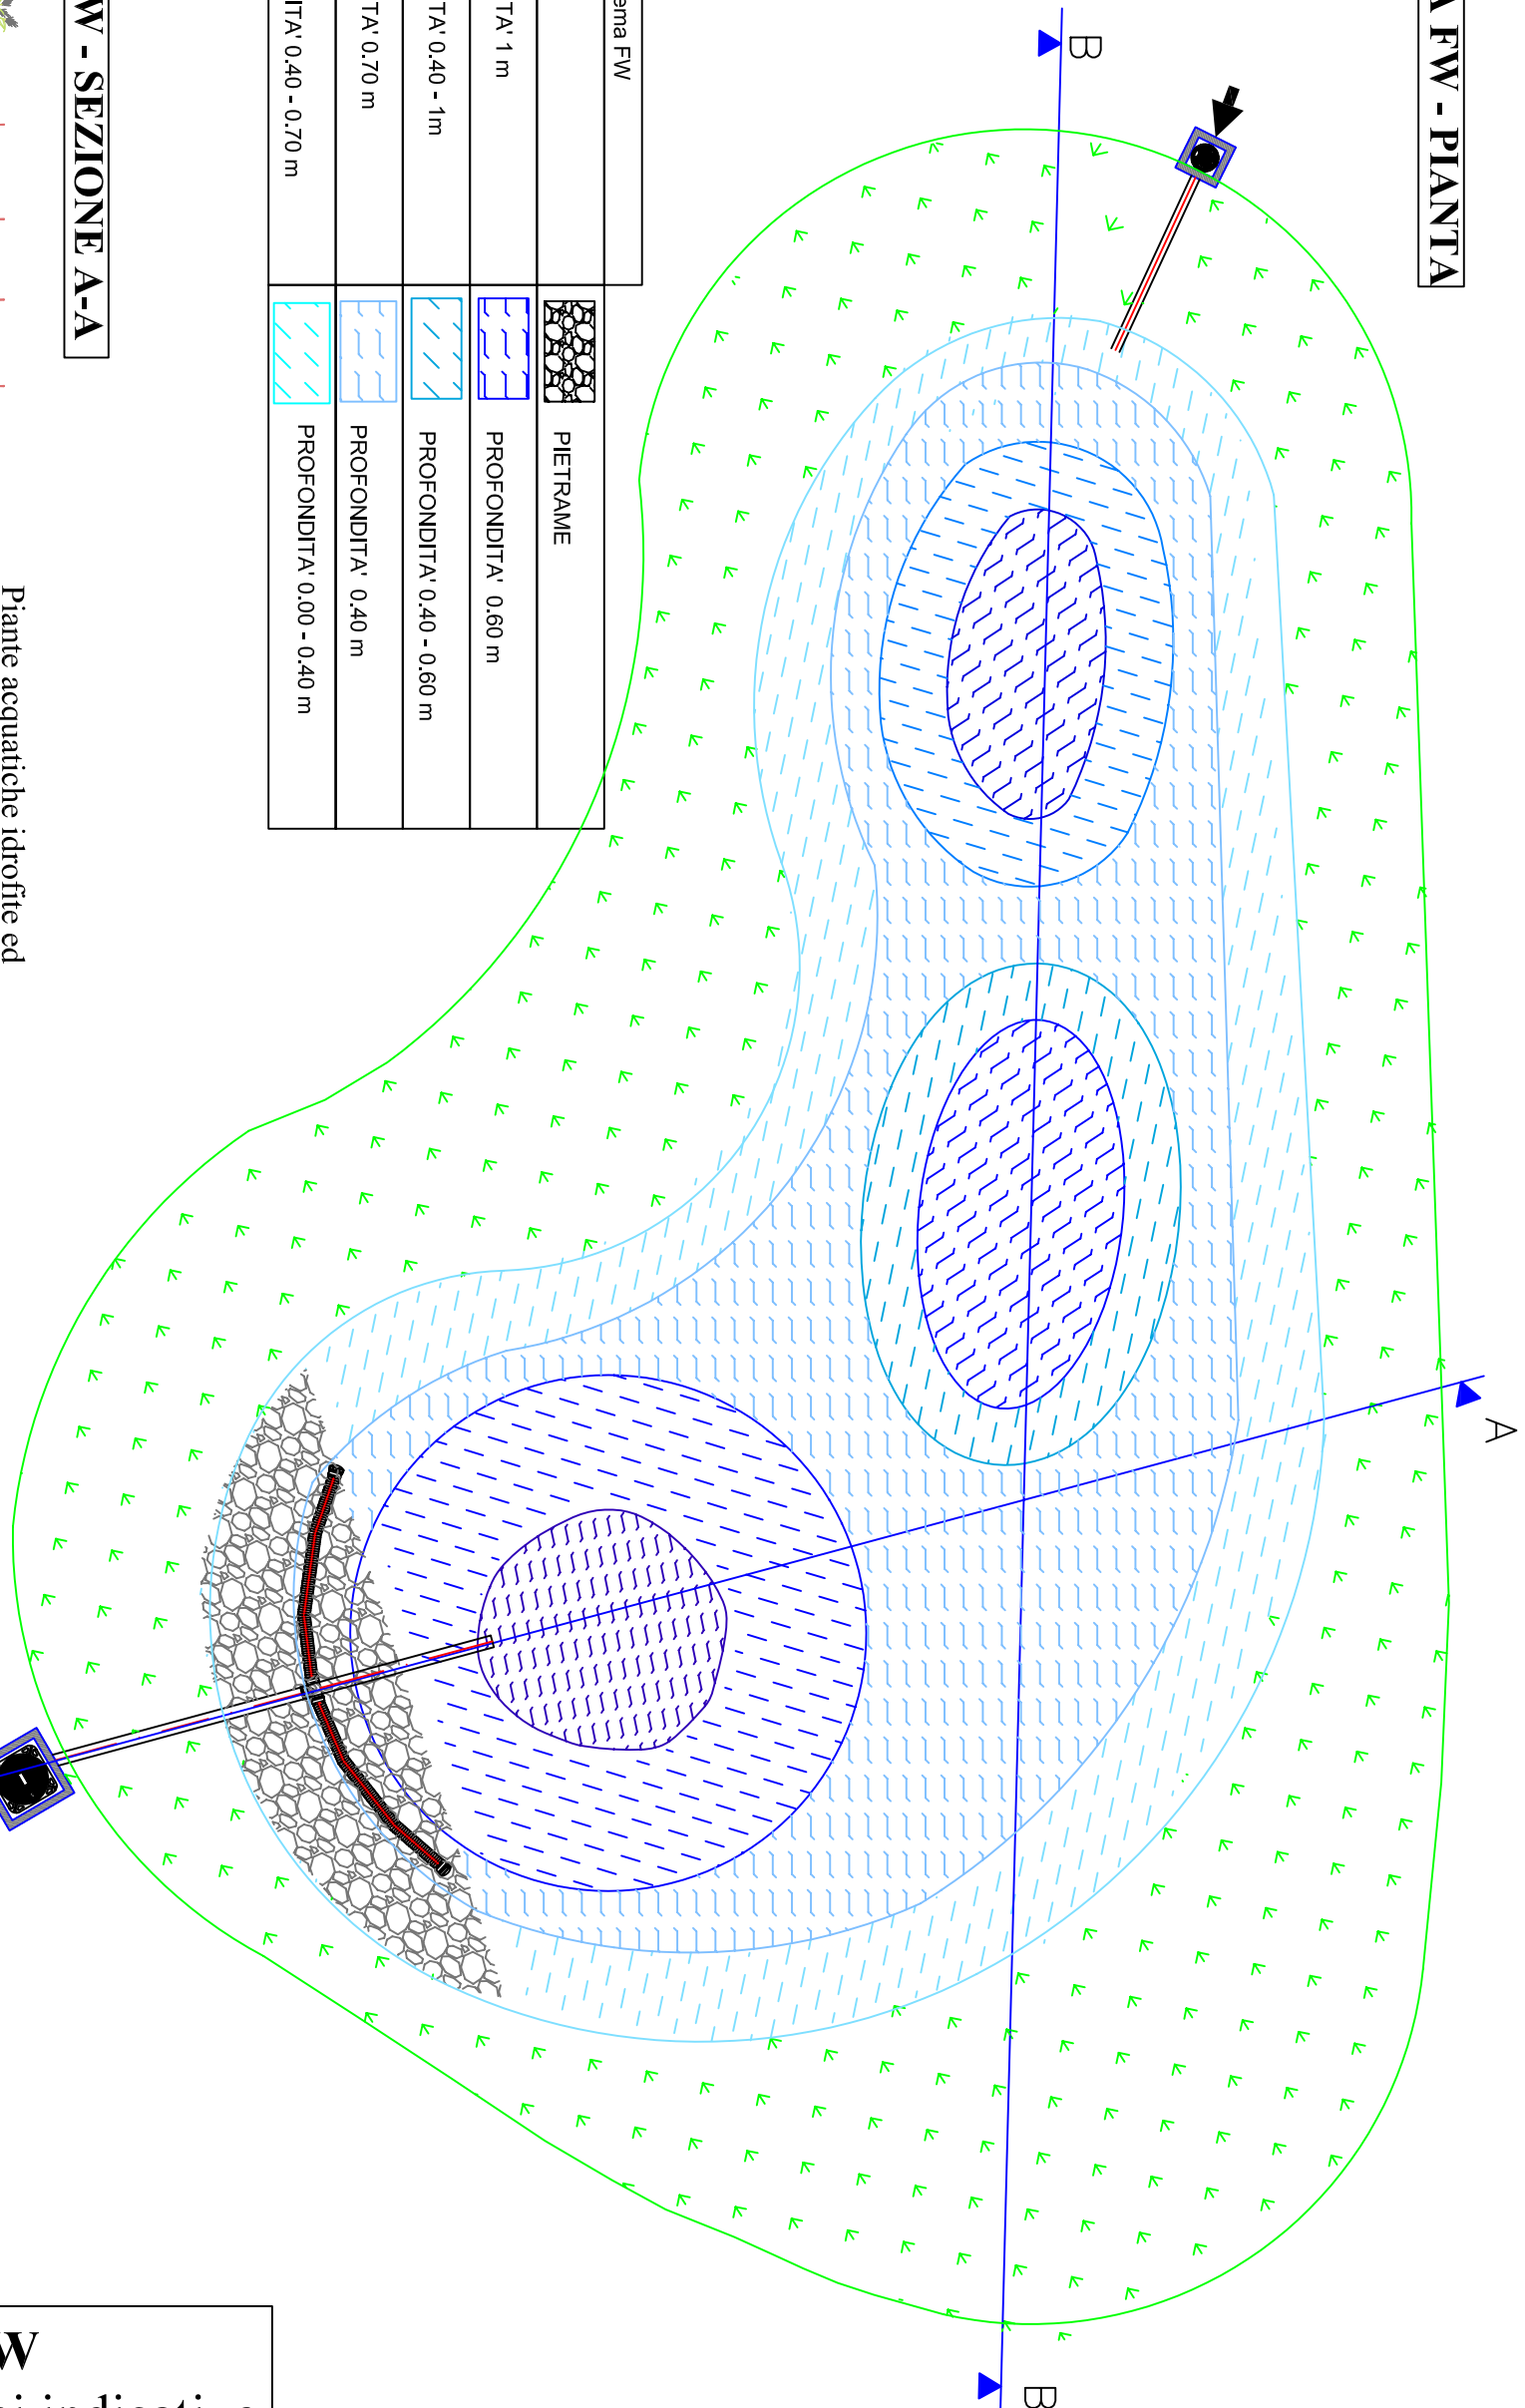 A FW - PIANTA
B
A
B
ema FW
PIETRAME
TA' 1 m
PROFONDITA' 0.60 m
TA' 0.40 - 1m
PROFONDITA' 0.40 - 0.60 m
TA' 0.70 m
PROFONDITA' 0.40 m
ITA' 0.40 - 0.70 m
PROFONDITA' 0.00 - 0.40 m
W - SEZIONE A-A
Piante acquatiche idrofite ed
W